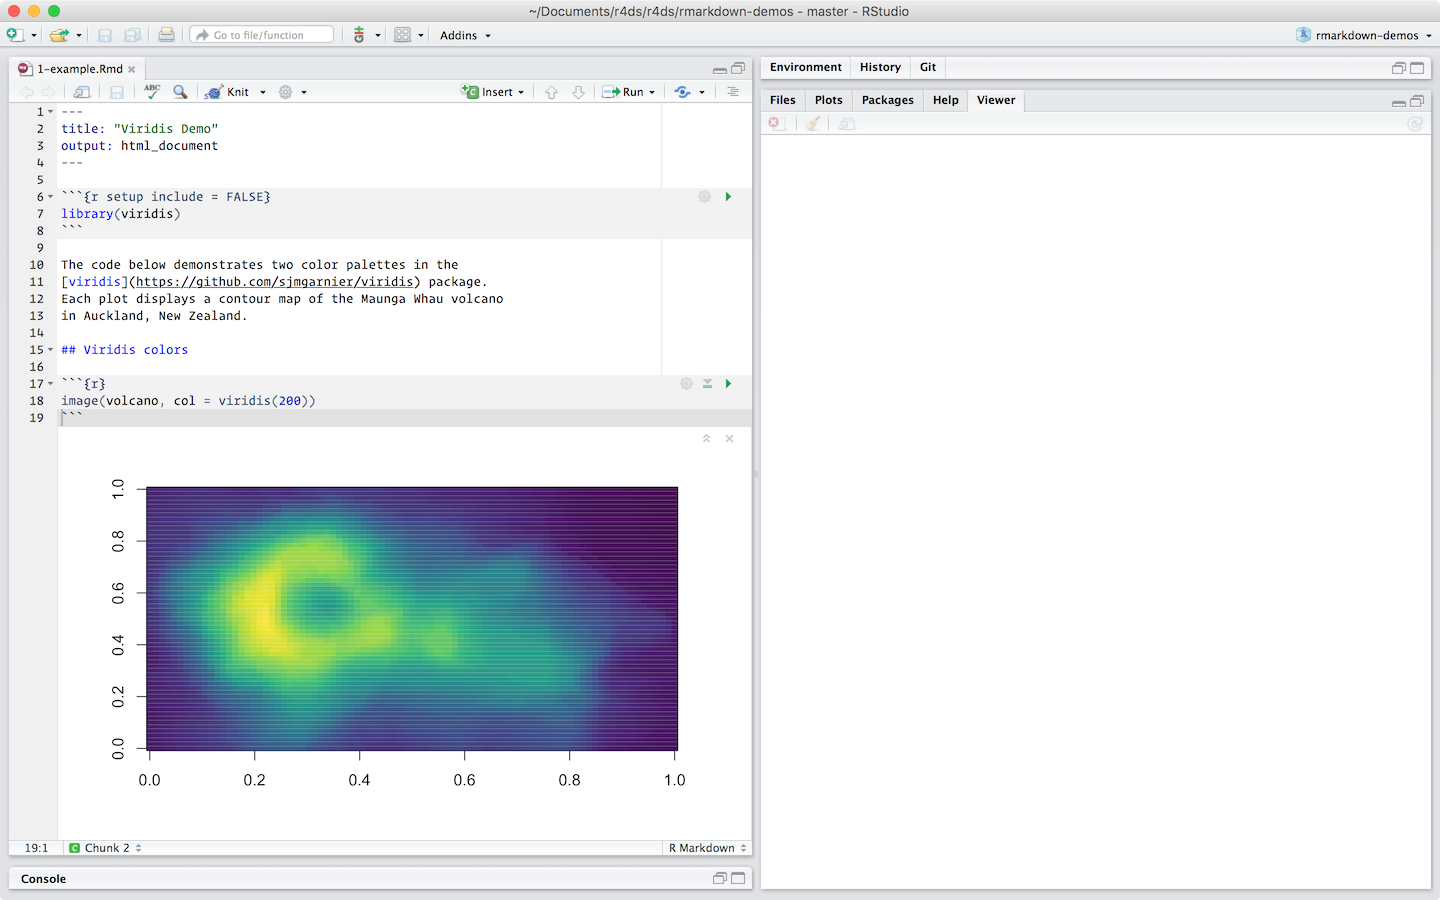 ~/Documents/r4ds/r4ds/rmarkdown-demos - master - RStudio
Go to file/function
Addins
rmarkdown-demos
1-example.Rmd
ABC
Knit
Insert
Run
1 ---
2 title: "Viridis Demo"
3 output: html_document
4 ---
5
6 ```{r setup include = FALSE}
7 library(viridis)
8 ```
9
10 The code below demonstrates two color palettes in the
11 [viridis](https://github.com/sjmgarnier/viridis) package.
12 Each plot displays a contour map of the Maunga Whau volcano
13 in Auckland, New Zealand.
14
15 ## Viridis colors
16
17 ```{r}
18 image(volcano, col = viridis(200))
19 ```
1.0
0.8
0.6
0.4
0.2
0.0
0.0 0.2 0.4 0.6 0.8 1.0
19:1 C Chunk 2 R Markdown
Console
Environment History Git
Files Plots Packages Help Viewer